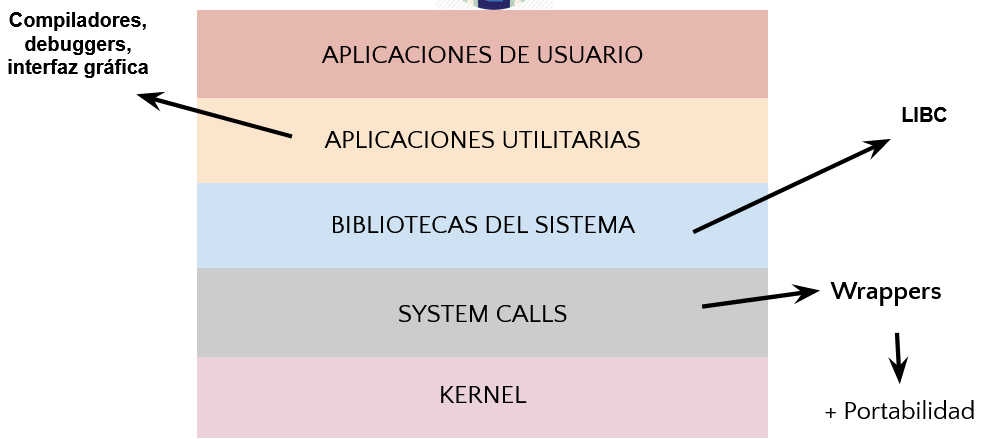 Compiladores,
debuggers,
interfaz gráfica
APLICACIONES DE USUARIO
APLICACIONES UTILITARIAS
LIBC
BIBLIOTECAS DEL SISTEMA
SYSTEM CALLS
Wrappers
KERNEL
+ Portabilidad